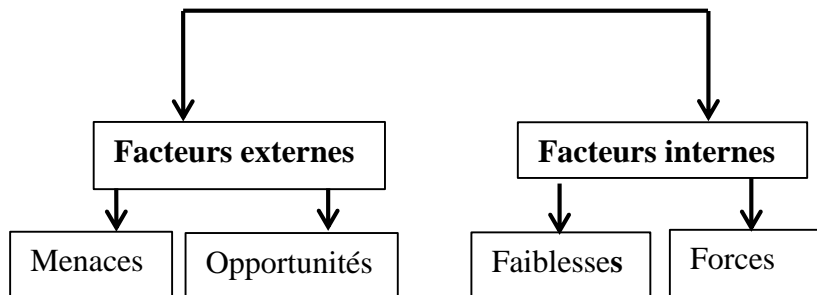 Facteurs externes
Facteurs internes
Menaces
Opportunités
Faiblesses
Forces